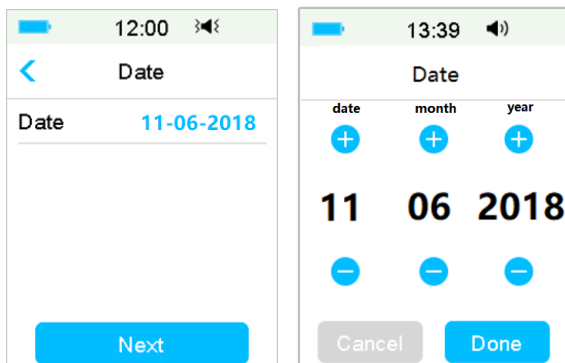 12:00
Date
Date 11-06-2018
Next
13:39
Date
date month year
11 06 2018
Cancel Done